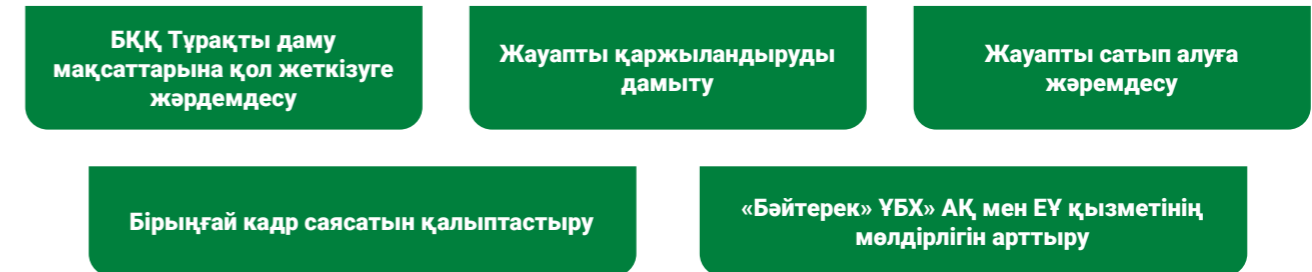 БҚҚ Тұрақты даму
мақсаттарына қол жеткізуге
жәрдемдесу
Жауапты қаржыландыруды
дамыту
Жауапты сатып алуға
жәремдесу
Бірыңғай кадр саясатын қалыптастыру
«Бәйтерек» ҰБХ» АҚ мен ЕҰ қызметінің
мөлдірлігін арттыру